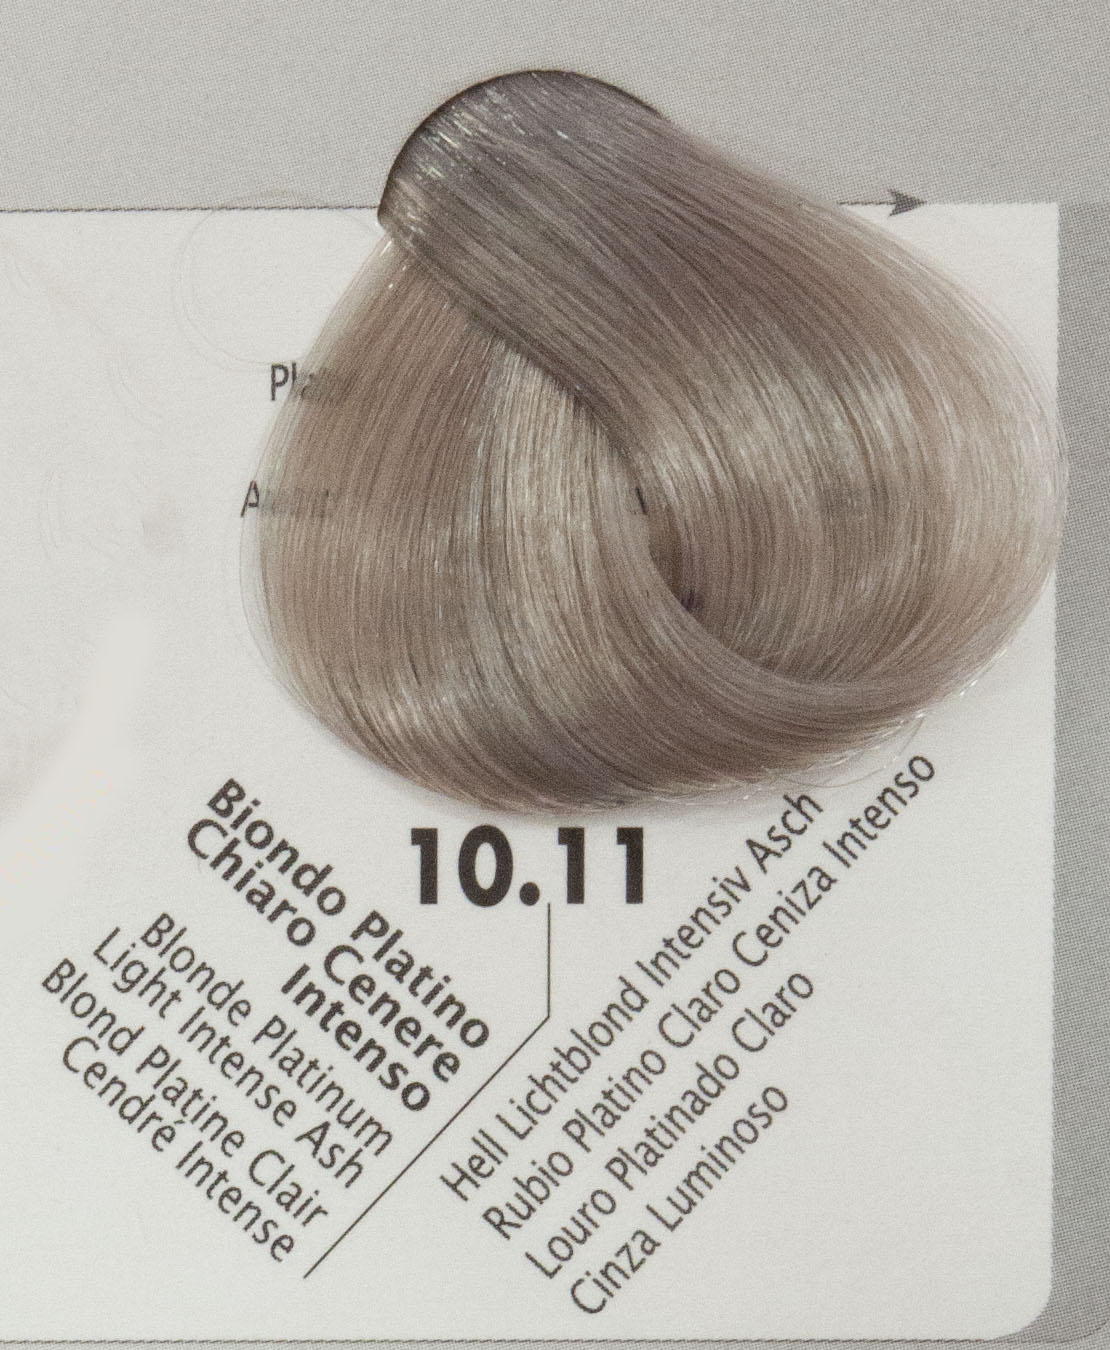 10.11
Biondo Platino
Chiaro Cenere
Intenso
Blonde Platinum
Light Intense Ash
Blond Platine Clair
Cendré Intense
Hell Lichtblond Intensiv Asch
Rubio Platino Claro Ceniza Intenso
Louro Platinado Claro
Cinza Luminoso